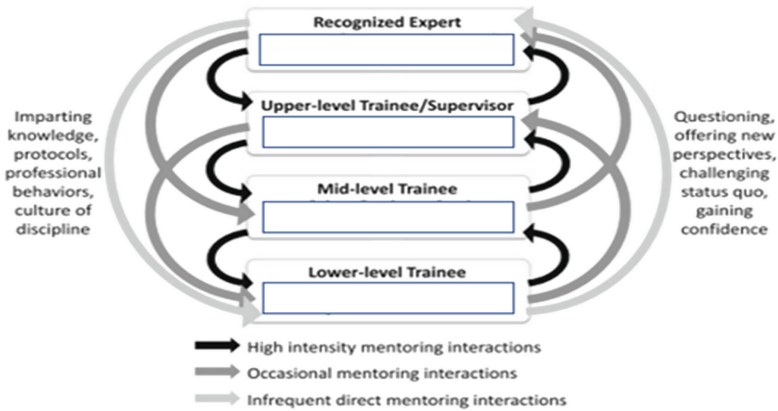 Recognized Expert
Upper-level Trainee/Supervisor
Mid-level Trainee
Lower-level Trainee
Imparting
knowledge,
protocols,
professional
behaviors,
culture of
discipline
Questioning,
offering new
perspectives,
challenging
status quo,
gaining
confidence
High intensity mentoring interactions
Occasional mentoring interactions
Infrequent direct mentoring interactions